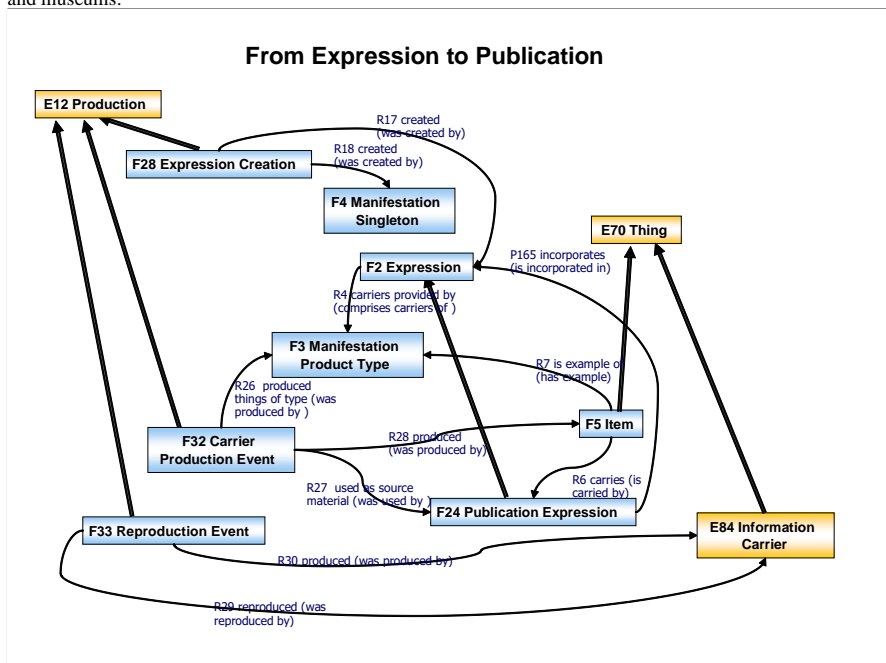 and museums.
From Expression to Publication
E12 Production
R17 created
(was created by)
F28 Expression Creation
R18 created
(was created by)
F4 Manifestation
Singleton
E70 Thing
P165 incorporates
(is incorporated in)
F2 Expression
R4 carriers provided by
(comprises carriers of )
F3 Manifestation
Product Type
R7 is example of
(has example)
R26 produced
things of type (was
produced by )
F5 Item
F32 Carrier
Production Event
R28 produced
(was produced by)
R6 carries (is
carried by)
R27 used as source
material (was used by )
F24 Publication Expression
F33 Reproduction Event
E84 Information
Carrier
R30 produced (was produced by)
R29 reproduced (was
reproduced by)